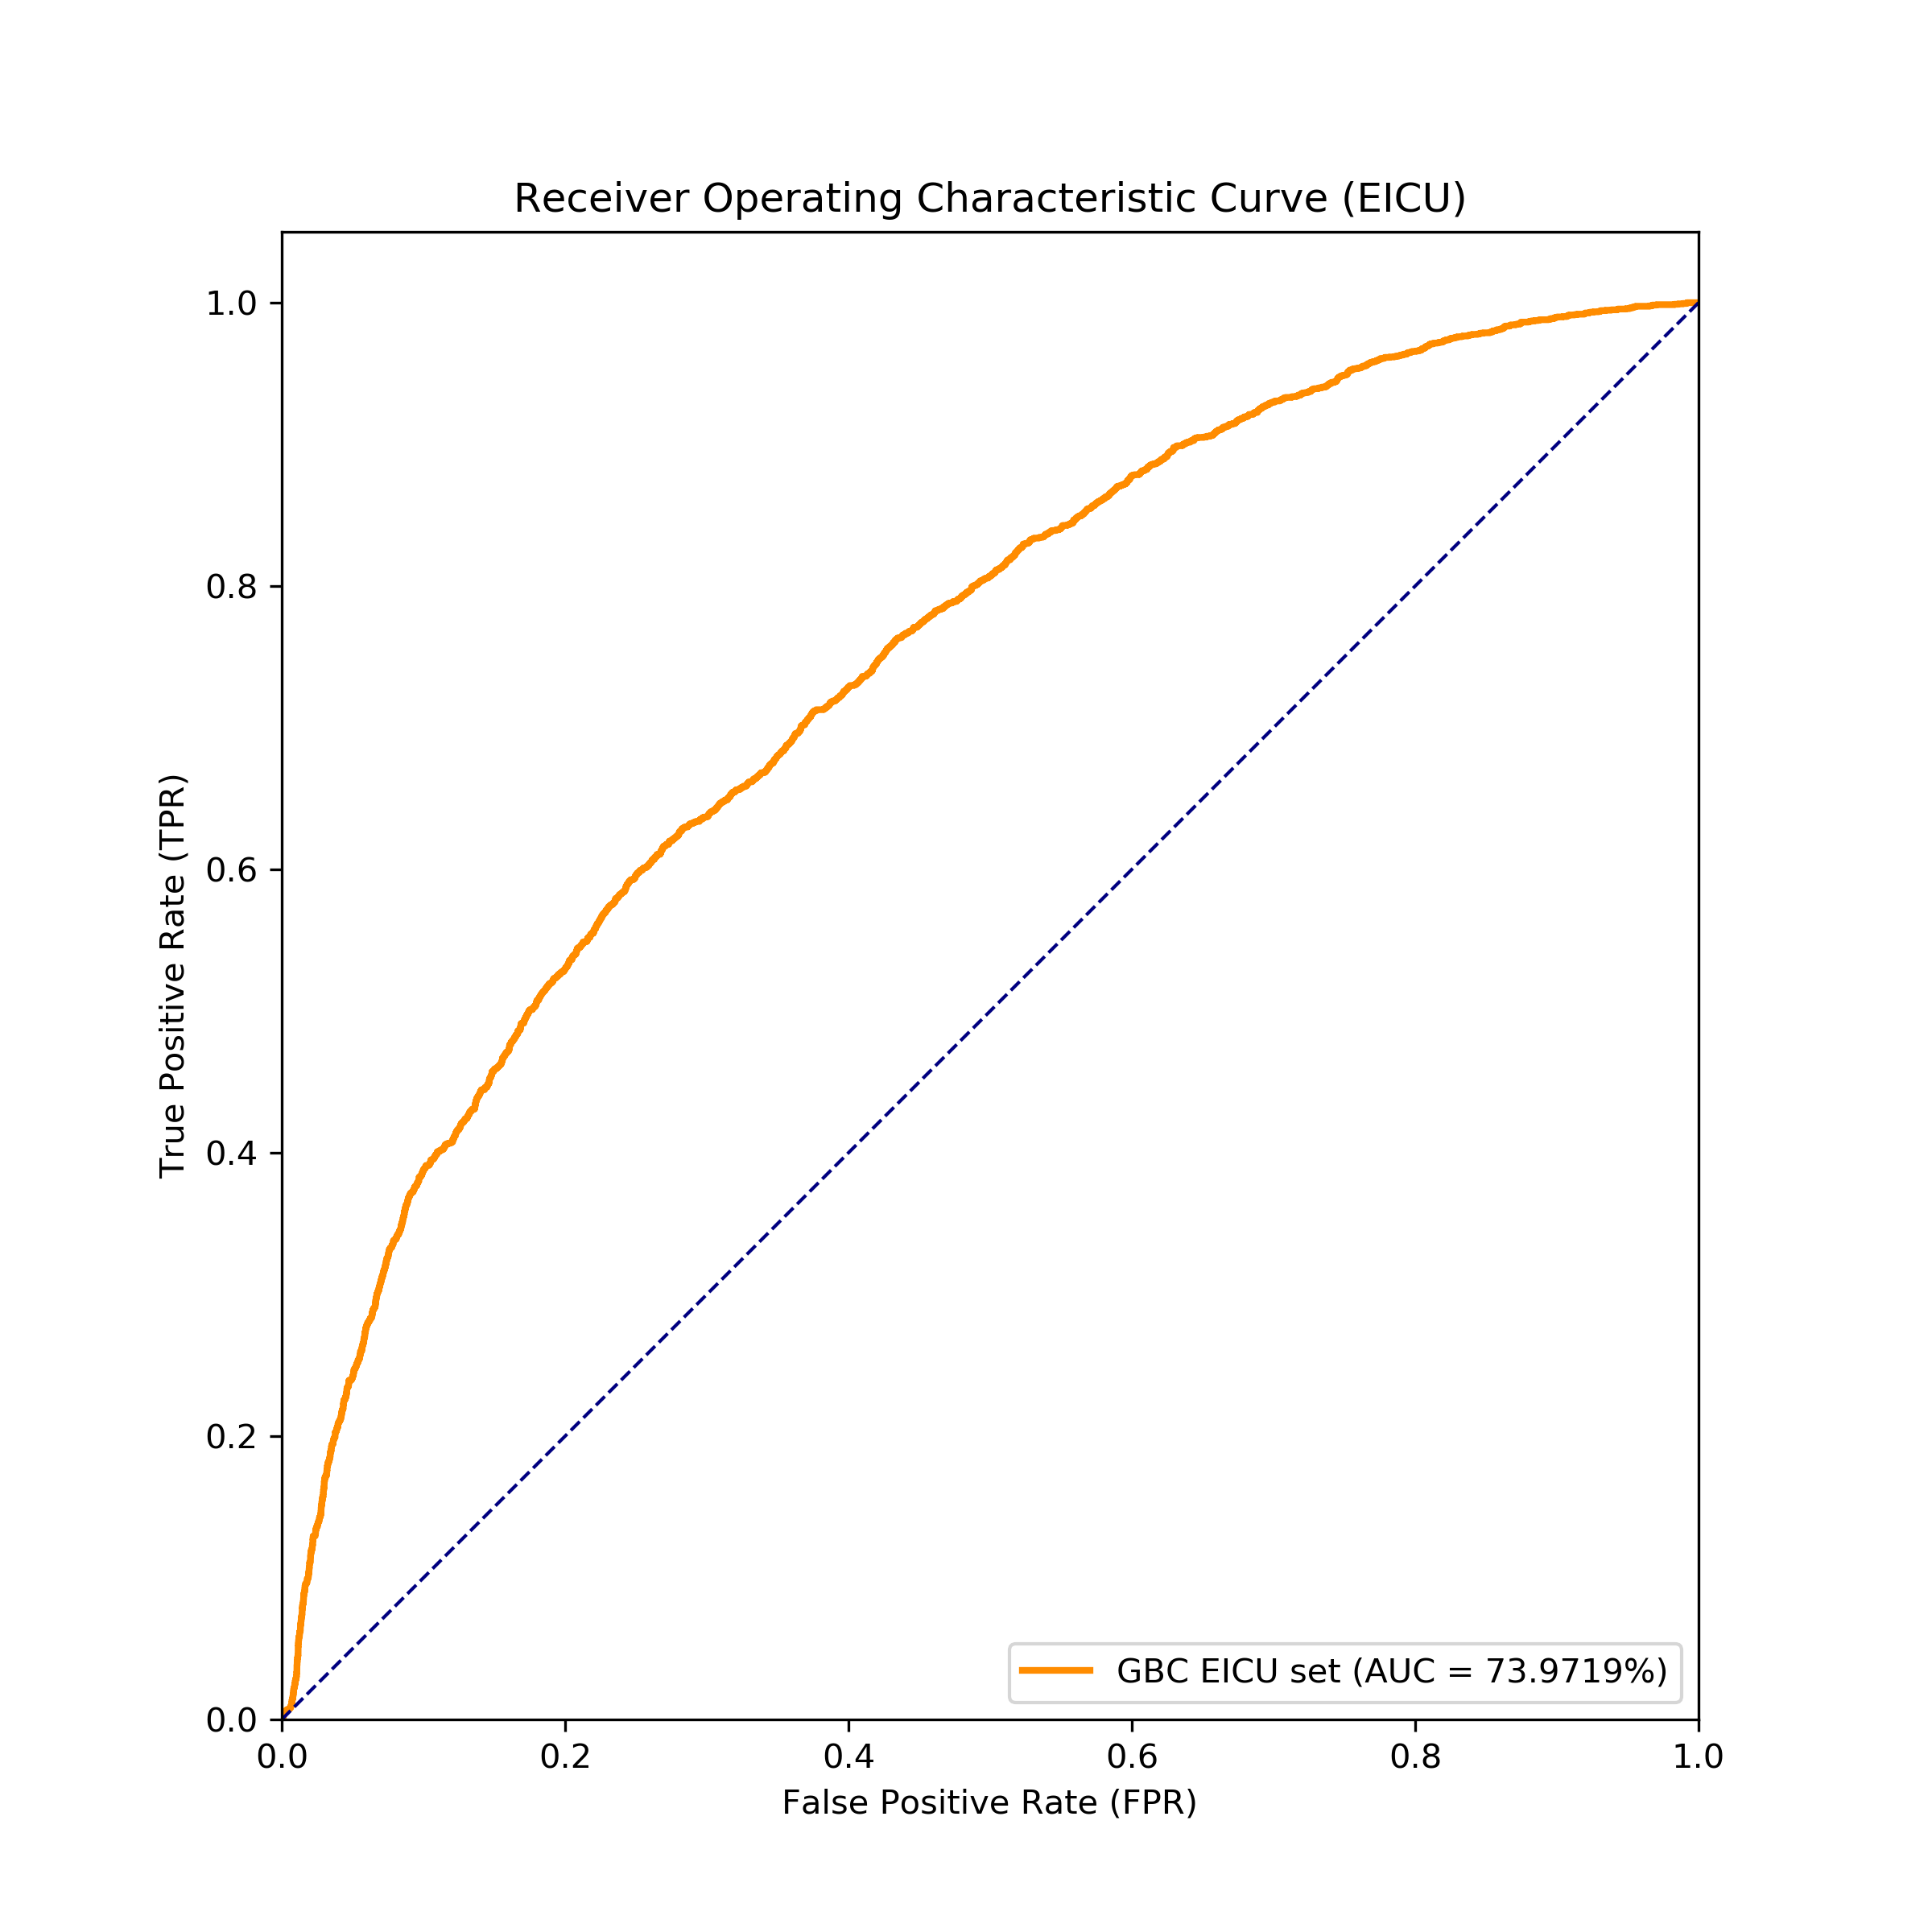 Receiver Operating Characteristic Curve (EICU)
True Positive Rate (TPR)
1.0
0.8
0.6
0.4
0.2
0.0
0.0 0.2 0.4 0.6 0.8 1.0
False Positive Rate (FPR)
GBC EICU set (AUC = 73.9719%)